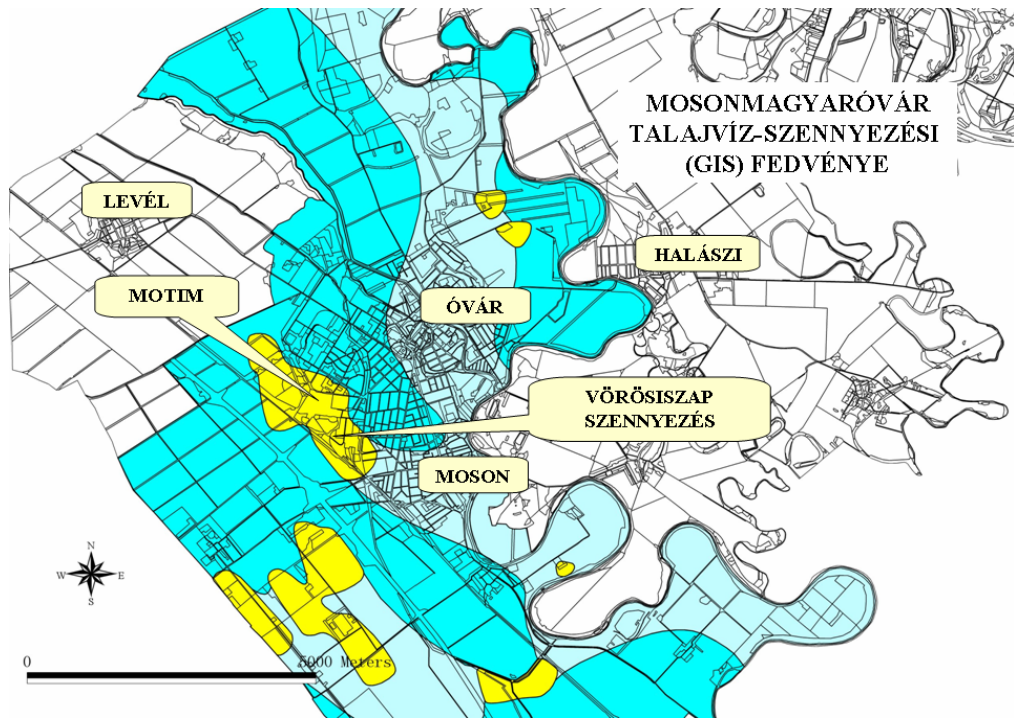 MOSONMAGYARÓVÁR
TALAJVÍZ-SZENNYEZÉSI
(GIS) FEDVÉNYE
LEVÉL
HALÁSZI
MOTIM
ÓVÁR
VÖRÖSISZAP
SZENNYEZÉS
MOSON
N
W E
S
0 5000 Meters